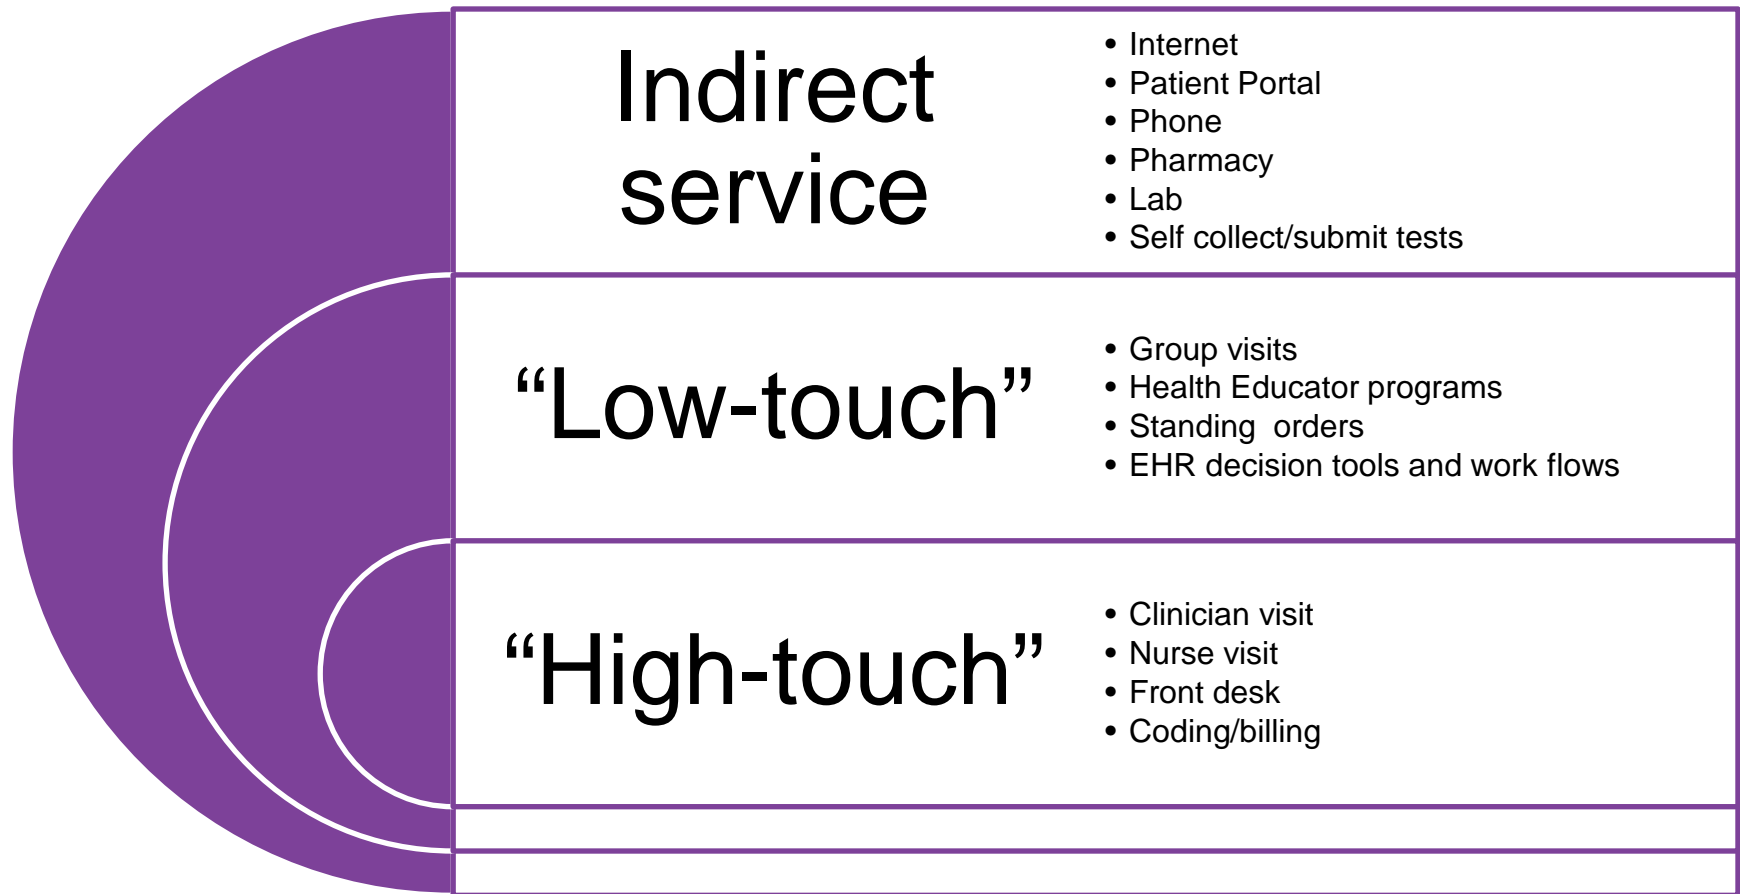 Indirect
service
• Internet
• Patient Portal
• Phone
• Pharmacy
• Lab
• Self collect/submit tests
“Low-touch”
• Group visits
• Health Educator programs
• Standing  orders
• EHR decision tools and work flows
“High-touch”
• Clinician visit
• Nurse visit
• Front desk
• Coding/billing